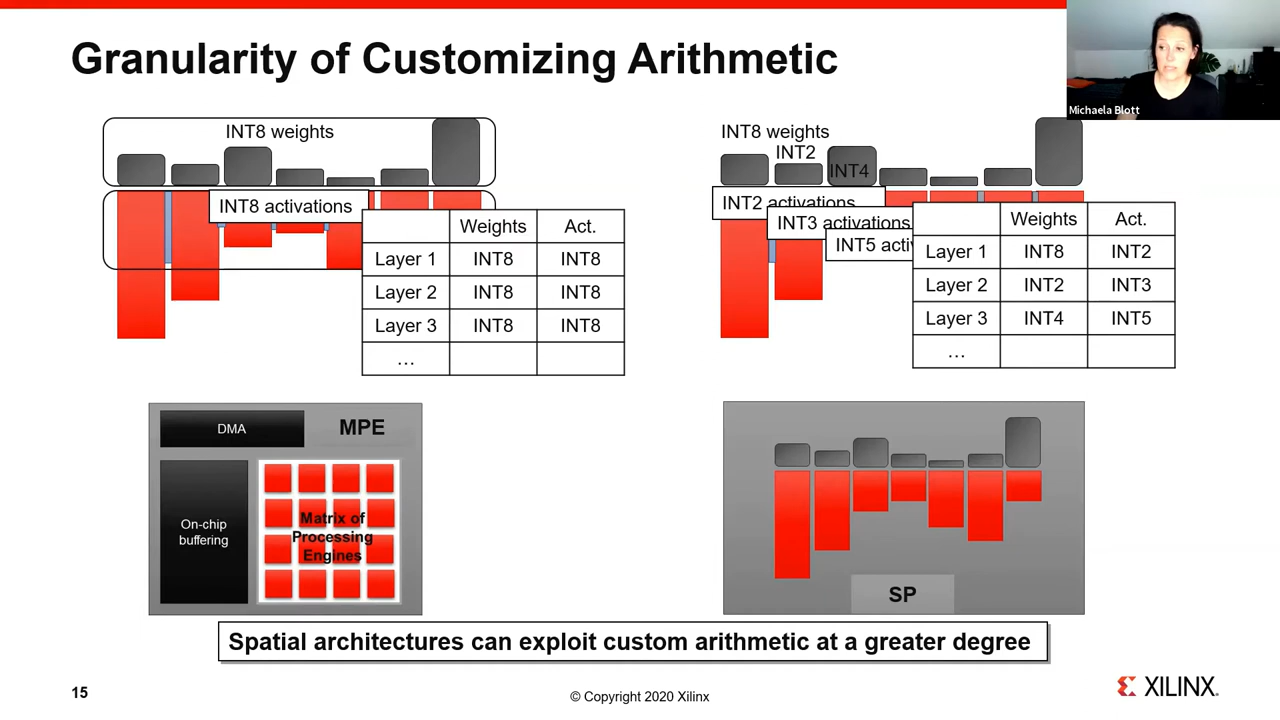 Granularity of Customizing Arithmetic
Michaela Blott
INT8 weights
INT8 activations
Weights Act.
Layer 1 INT8 INT8
Layer 2 INT8 INT8
Layer 3 INT8 INT8
...
INT8 weights
INT2
INT4
INT2 activations
INT3 activations
INT5
Weights Act.
Layer 1 INT8 INT2
Layer 2 INT2 INT3
Layer 3 INT4 INT5
...
DMA
MPE
On-chip
buffering
Matrix of
Processing
Engines
SP
Spatial architectures can exploit custom arithmetic at a greater degree
15
© Copyright 2020 Xilinx
XILINX.